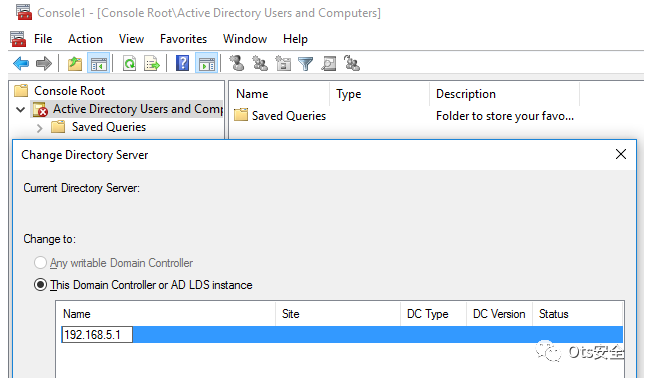 Console1 - [Console Root\Active Directory Users and Computers]
File Action View Favorites Window Help
Console Root
Active Directory Users and Comp
Saved Queries
Name Type Description
Saved Queries Folder to store your favo...
Change Directory Server
Current Directory Server:
Change to:
Any writable Domain Controller
This Domain Controller or AD LDS instance
Name Site DC Type DC Version Status
192.168.5.1
Ots安全